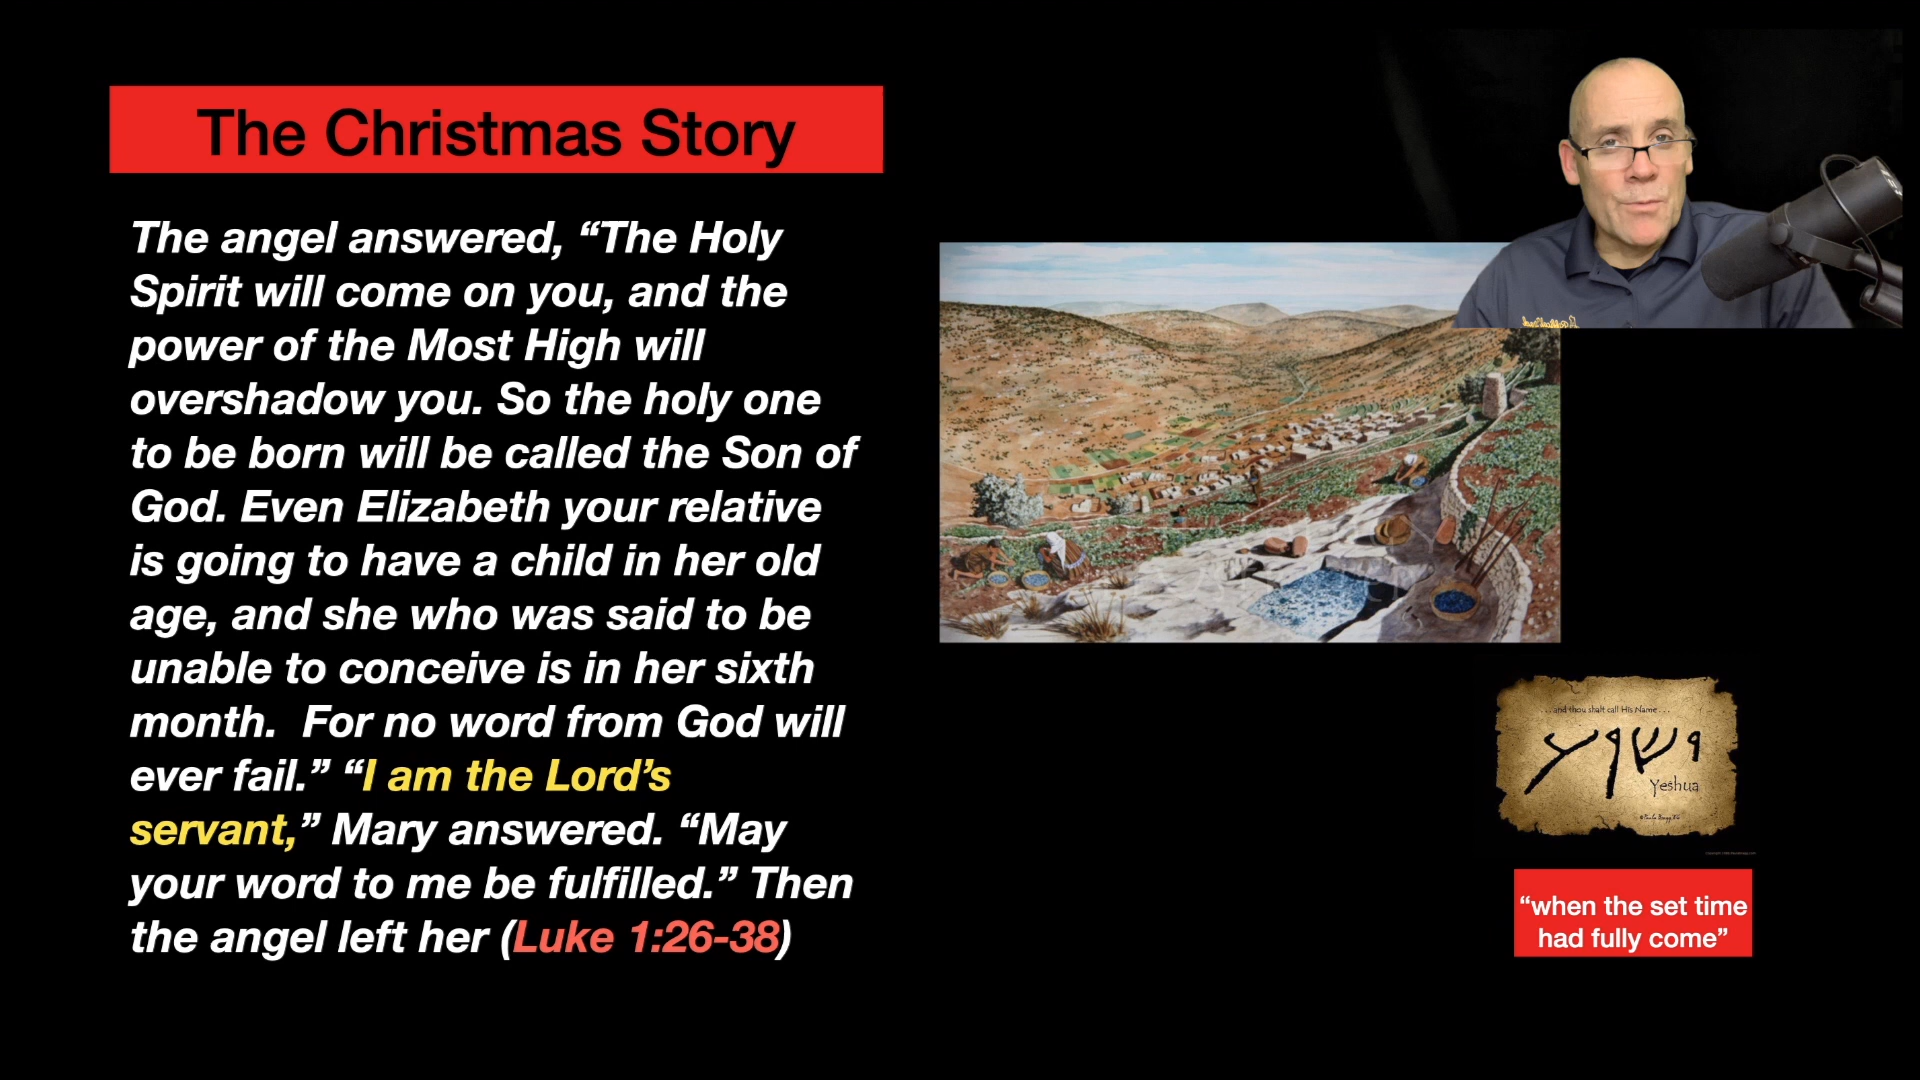 The Christmas Story
The angel answered, “The Holy
Spirit will come on you, and the
power of the Most High will
overshadow you. So the holy one
to be born will be called the Son of
God. Even Elizabeth your relative
is going to have a child in her old
age, and she who was said to be
unable to conceive is in her sixth
month.  For no word from God will
ever fail.” “I am the Lord’s
servant,” Mary answered. “May
your word to me be fulfilled.” Then
the angel left her (Luke 1:26-38)
. . .and thou shalt call His Name. . .
ישוע
Yeshua
“when the set time
had fully come”